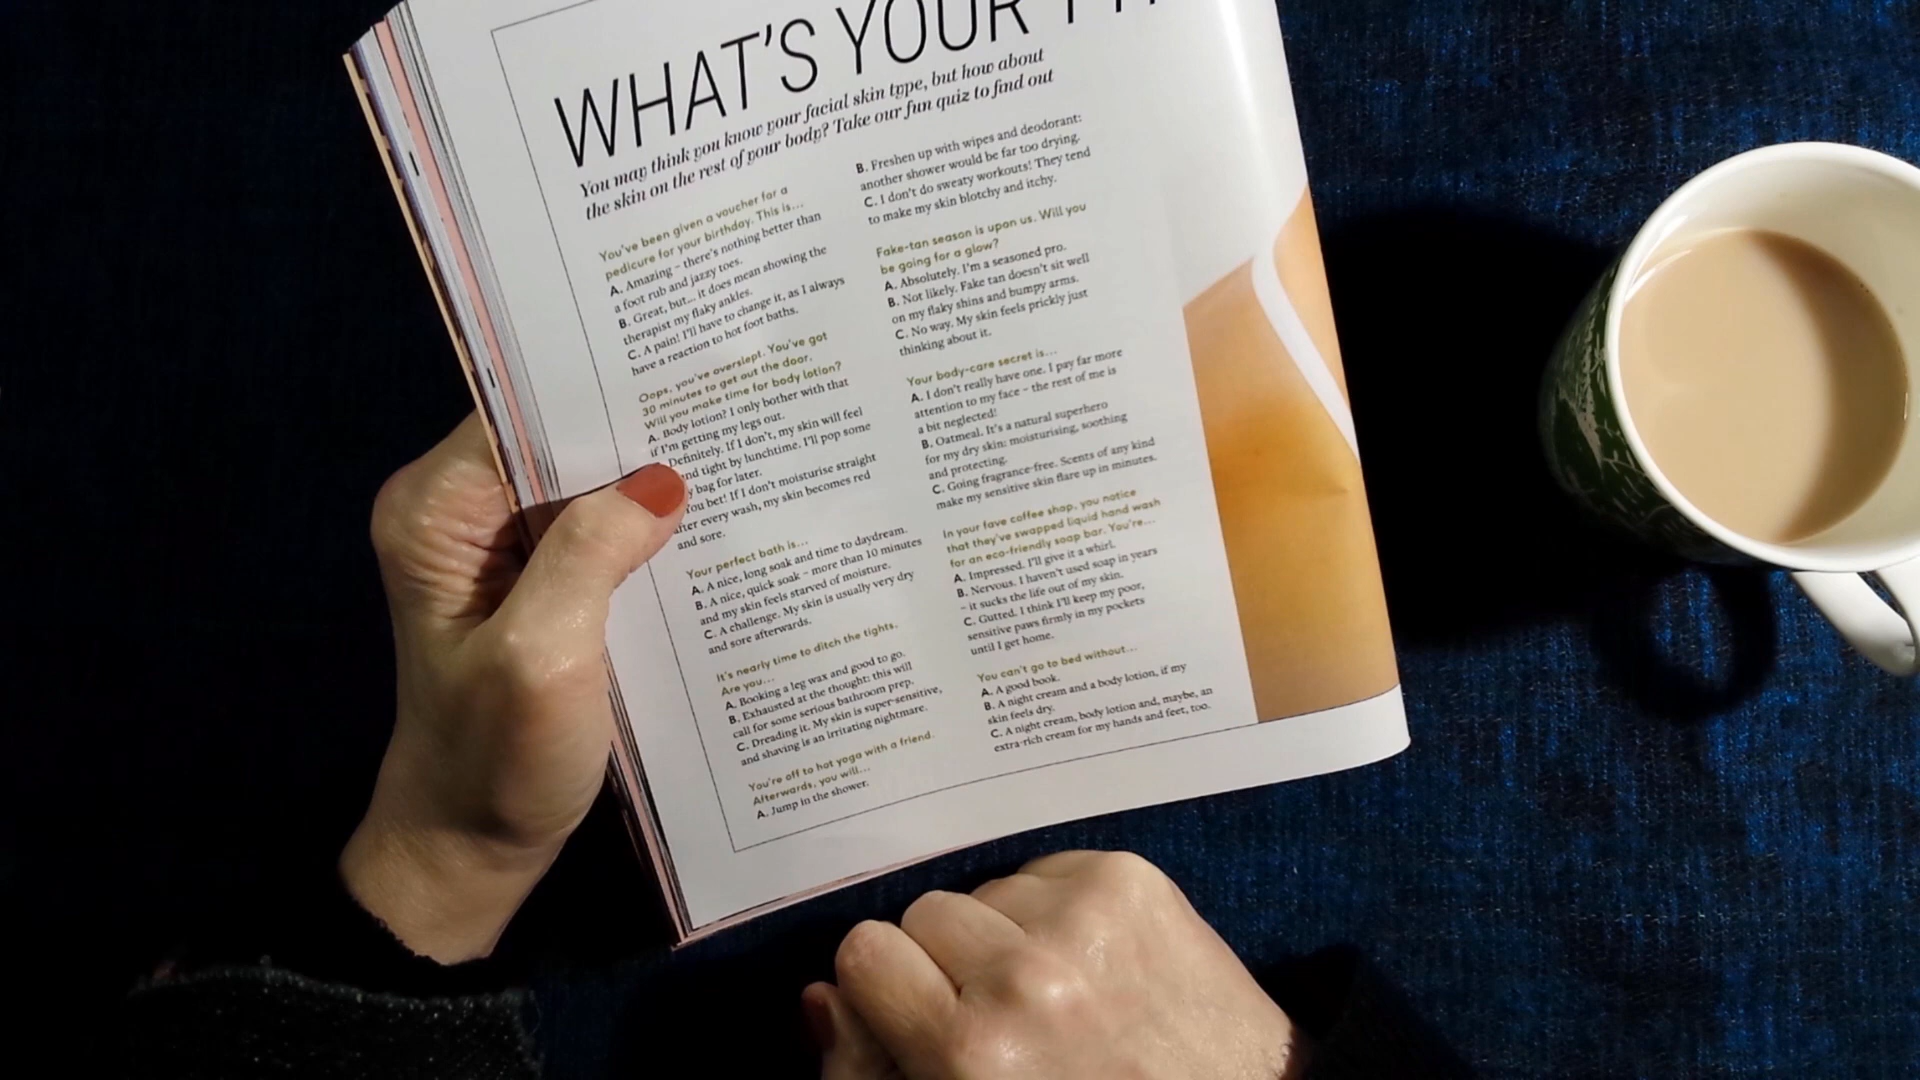 WHAT'S YOUR
You may think you know your facial skin type, but how about
the skin on the rest of your body? Take our fun quiz to find out
You've been given a voucher for a
pedicure for your birthday. This is...
A. Amazing – there's nothing better than
a foot rub and jazzy toes.
B. Great, but... it does mean showing the
therapist my flaky ankles.
C. A pain! I'll have to change it, as I always
have a reaction to hot foot baths.
Oops, you've overslept. You've got
30 minutes to get out the door.
Will you make time for body lotion?
A. Body lotion? I only bother with that
if I'm getting my legs out.
Definitely. If I don't, my skin will feel
nd tight by lunchtime. I'll pop some
y bag for later.
You bet! If I don't moisturise straight
after every wash, my skin becomes red
and sore.
Your perfect bath is...
A. A nice, long soak and time to daydream.
B. A nice, quick soak – more than 10 minutes
and my skin feels starved of moisture.
C. A challenge. My skin is usually very dry
and sore afterwards.
It's nearly time to ditch the tights.
Are you...
A. Booking a leg wax and good to go.
B. Exhausted at the thought: this will
call for some serious bathroom prep.
C. Dreading it. My skin is super-sensitive,
and shaving is an irritating nightmare.
You're off to hot yoga with a friend.
Afterwards, you will...
A. Jump in the shower.
B. Freshen up with wipes and deodorant:
another shower would be far too drying.
C. I don't do sweaty workouts! They tend
to make my skin blotchy and itchy.
Fake-tan season is upon us. Will you
be going for a glow?
A. Absolutely. I'm a seasoned pro.
B. Not likely. Fake tan doesn't sit well
on my flaky shins and bumpy arms.
C. No way. My skin feels prickly just
thinking about it.
Your body-care secret is...
A. I don't really have one. I pay far more
attention to my face – the rest of me is
a bit neglected!
B. Oatmeal. It's a natural superhero
for my dry skin: moisturising, soothing
and protecting.
C. Going fragrance-free. Scents of any kind
make my sensitive skin flare up in minutes.
In your fave coffee shop, you notice
that they've swapped liquid hand wash
for an eco-friendly soap bar. You're...
A. Impressed. I'll give it a whirl.
B. Nervous. I haven't used soap in years
– it sucks the life out of my skin.
C. Gutted. I think I'll keep my poor,
sensitive paws firmly in my pockets
until I get home.
You can't go to bed without...
A. A good book.
B. A night cream and a body lotion, if my
skin feels dry.
C. A night cream, body lotion and, maybe, an
extra-rich cream for my hands and feet, too.